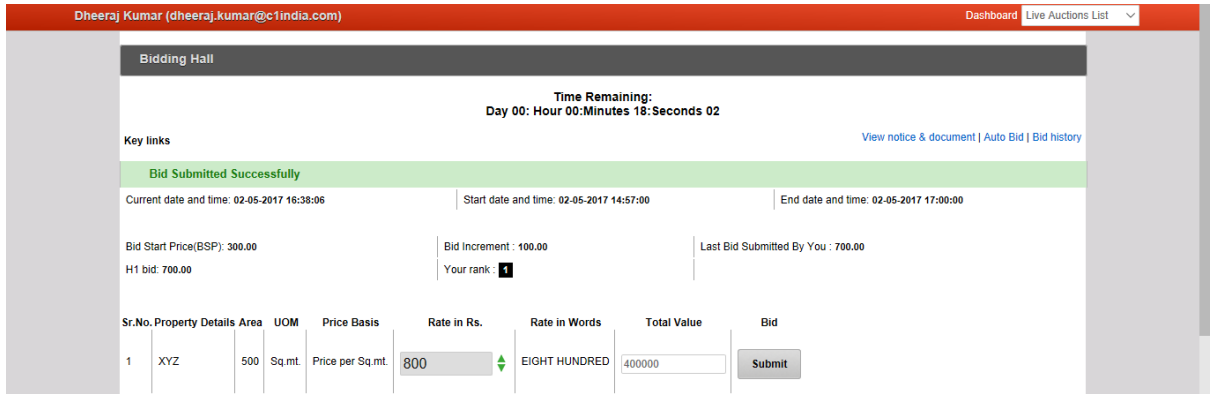 Dheeraj Kumar (dheeraj.kumar@c1india.com) Dashboard Live Auctions List
Bidding Hall
Time Remaining:
Day 00: Hour 00:Minutes 18:Seconds 02
Key links View notice & document | Auto Bid | Bid history
Bid Submitted Successfully
Current date and time: 02-05-2017 16:38:06 Start date and time: 02-05-2017 14:57:00 End date and time: 02-05-2017 17:00:00
Bid Start Price(BSP): 300.00 Bid Increment : 100.00 Last Bid Submitted By You : 700.00
H1 bid: 700.00 Your rank : 1
Sr.No. Property Details Area UOM Price Basis Rate in Rs. Rate in Words Total Value Bid
1 XYZ 500 Sq.mt. Price per Sq.mt. 800 EIGHT HUNDRED 400000 Submit